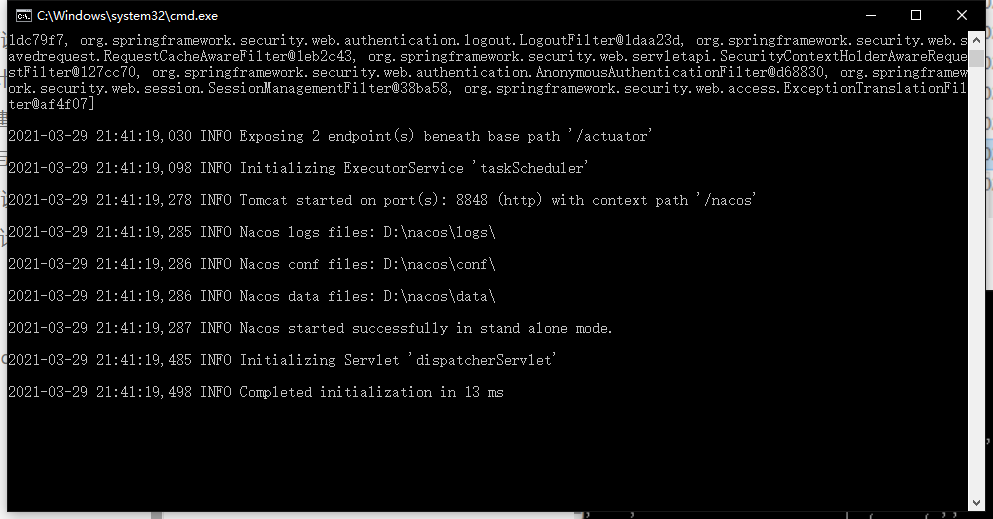 C:\Windows\system32\cmd.exe
1dc79f7, org.springframework.security.web.authentication.logout.LogoutFilter@1daa23d, org.springframework.security.web.s
avedrequest.RequestCacheAwareFilter@1eb2c43, org.springframework.security.web.servletapi.SecurityContextHolderAwareReque
stFilter@127cc70, org.springframework.security.web.authentication.AnonymousAuthenticationFilter@d68830, org.springframew
ork.security.web.session.SessionManagementFilter@38ba58, org.springframework.security.web.access.ExceptionTranslationFil
ter@af4f07]
2021-03-29 21:41:19,030 INFO Exposing 2 endpoint(s) beneath base path '/actuator'
2021-03-29 21:41:19,098 INFO Initializing ExecutorService 'taskScheduler'
2021-03-29 21:41:19,278 INFO Tomcat started on port(s): 8848 (http) with context path '/nacos'
2021-03-29 21:41:19,285 INFO Nacos logs files: D:\nacos\logs\
2021-03-29 21:41:19,286 INFO Nacos conf files: D:\nacos\conf\
2021-03-29 21:41:19,286 INFO Nacos data files: D:\nacos\data\
2021-03-29 21:41:19,287 INFO Nacos started successfully in stand alone mode.
2021-03-29 21:41:19,485 INFO Initializing Servlet 'dispatcherServlet'
2021-03-29 21:41:19,498 INFO Completed initialization in 13 ms